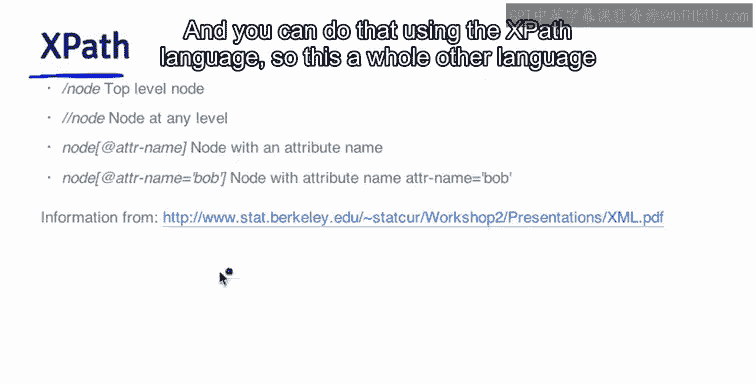 And you can do that using the XPath
language, so this a whole other language
XPath
• /node Top level node
• //node Node at any level
• node[@attr-name] Node with an attribute name
• node[@attr-name='bob'] Node with attribute name attr-name='bob'
Information from: http://www.stat.berkeley.edu/~statcur/Workshop2/Presentations/XML.pdf